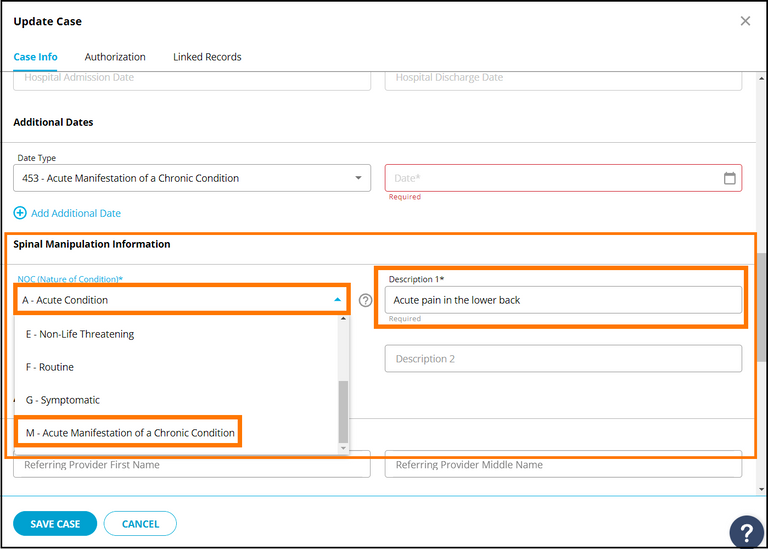 Update Case
Case Info Authorization Linked Records
Hospital Admission Date Hospital Discharge Date
Additional Dates
Date Type
453 - Acute Manifestation of a Chronic Condition Date*
Required
Add Additional Date
Spinal Manipulation Information
NOC (Nature of Condition)* Description 1*
A - Acute Condition ? Acute pain in the lower back
Required
E - Non-Life Threatening
Description 2
F - Routine
G - Symptomatic
M - Acute Manifestation of a Chronic Condition
Referring Provider First Name Referring Provider Middle Name
SAVE CASE CANCEL ?